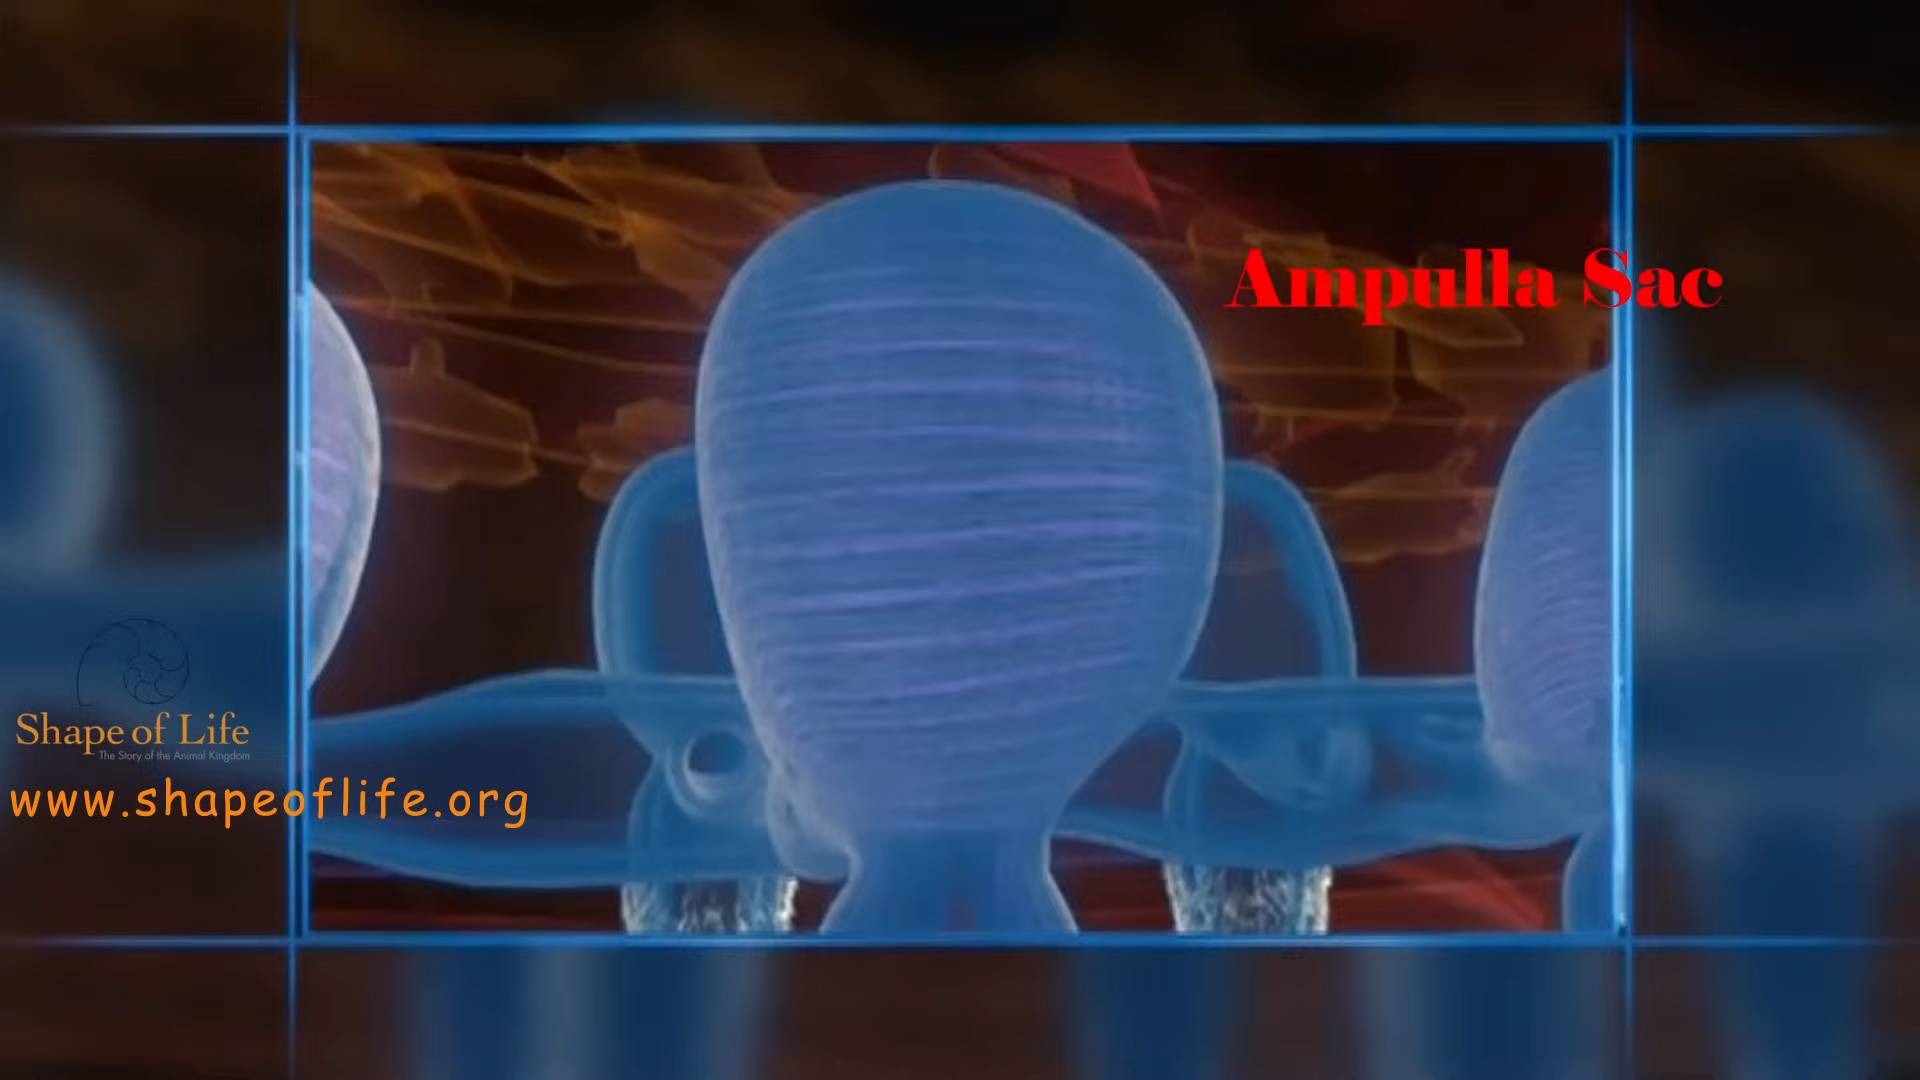 Ampulla Sac
Shape of Life
The Story of the Animal Kingdom
www.shapeoflife.org